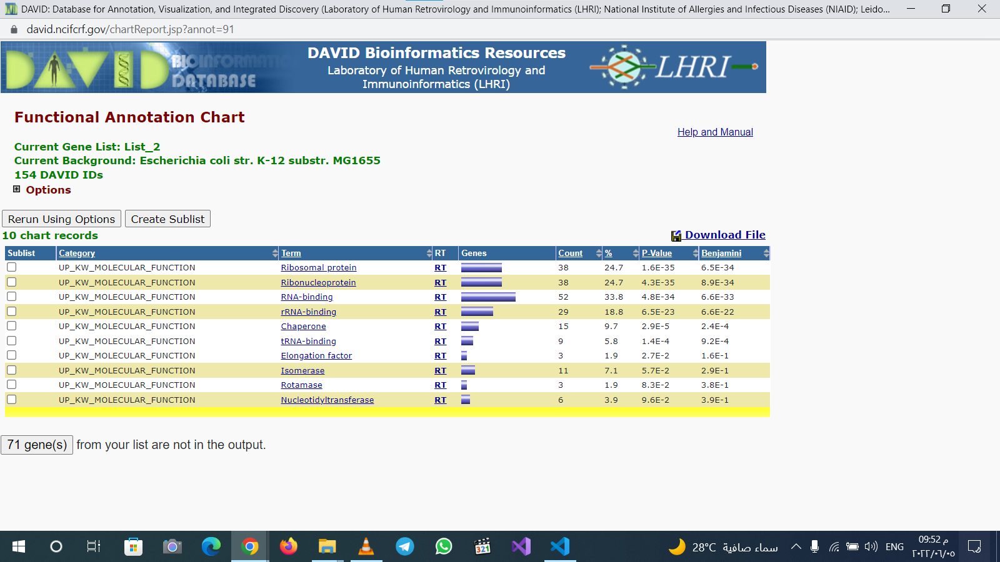 DAVID: Database for Annotation, Visualization, and Integrated Discovery (Laboratory of Human Retrovirology and Immunoinformatics (LHRI); National Institute of Allergies and Infectious Diseases (NIAID); Leido...
david.ncifcrf.gov/chartReport.jsp?annot=91
DAVID BIOINFORMATICS DATABASE
DAVID Bioinformatics Resources
Laboratory of Human Retrovirology and
Immunoinformatics (LHRI)
LHRI
Functional Annotation Chart
Help and Manual
Current Gene List: List_2
Current Background: Escherichia coli str. K-12 substr. MG1655
154 DAVID IDs
Options
Rerun Using Options Create Sublist
10 chart records Download File
Sublist Category Term RT Genes Count % P-Value Benjamini
UP_KW_MOLECULAR_FUNCTION Ribosomal protein RT 38 24.7 1.6E-35 6.5E-34
UP_KW_MOLECULAR_FUNCTION Ribonucleoprotein RT 38 24.7 4.3E-35 8.9E-34
UP_KW_MOLECULAR_FUNCTION RNA-binding RT 52 33.8 4.8E-34 6.6E-33
UP_KW_MOLECULAR_FUNCTION rRNA-binding RT 29 18.8 6.5E-23 6.6E-22
UP_KW_MOLECULAR_FUNCTION Chaperone RT 15 9.7 2.9E-5 2.4E-4
UP_KW_MOLECULAR_FUNCTION tRNA-binding RT 9 5.8 1.4E-4 9.2E-4
UP_KW_MOLECULAR_FUNCTION Elongation factor RT 3 1.9 2.7E-2 1.6E-1
UP_KW_MOLECULAR_FUNCTION Isomerase RT 11 7.1 5.7E-2 2.9E-1
UP_KW_MOLECULAR_FUNCTION Rotamase RT 3 1.9 8.3E-2 3.8E-1
UP_KW_MOLECULAR_FUNCTION Nucleotidyltransferase RT 6 3.9 9.6E-2 3.9E-1
71 gene(s) from your list are not in the output.
321
28°C سماء صافية
ENG
09:52 م
٢٠٢٢/٠٦/٠٥